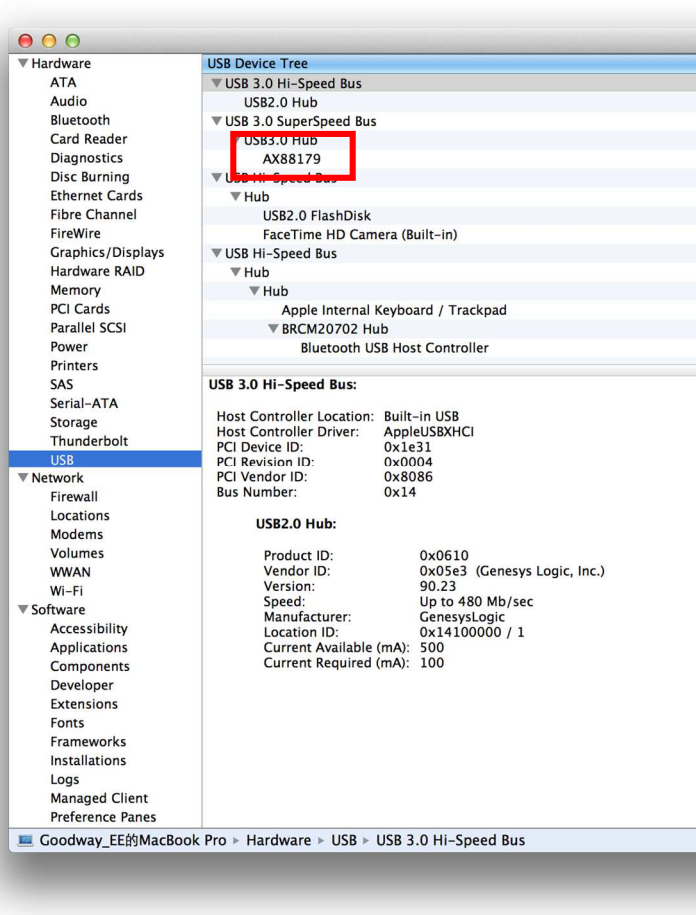 Hardware
ATA
Audio
Bluetooth
Card Reader
Diagnostics
Disc Burning
Ethernet Cards
Fibre Channel
FireWire
Graphics/Displays
Hardware RAID
Memory
PCI Cards
Parallel SCSI
Power
Printers
SAS
Serial-ATA
Storage
Thunderbolt
USB
Network
Firewall
Locations
Modems
Volumes
WWAN
Wi-Fi
Software
Accessibility
Applications
Components
Developer
Extensions
Fonts
Frameworks
Installations
Logs
Managed Client
Preference Panes
USB Device Tree
USB 3.0 Hi-Speed Bus
USB2.0 Hub
USB 3.0 SuperSpeed Bus
USB3.0 Hub
AX88179
USB Hi-Speed Bus
Hub
USB2.0 FlashDisk
FaceTime HD Camera (Built-in)
USB Hi-Speed Bus
Hub
Hub
Apple Internal Keyboard / Trackpad
BRCM20702 Hub
Bluetooth USB Host Controller
USB 3.0 Hi-Speed Bus:
Host Controller Location: Built-in USB
Host Controller Driver: AppleUSBXHCI
PCI Device ID: 0x1e31
PCI Revision ID: 0x0004
PCI Vendor ID: 0x8086
Bus Number: 0x14
USB2.0 Hub:
Product ID: 0x0610
Vendor ID: 0x05e3 (Genesys Logic, Inc.)
Version: 90.23
Speed: Up to 480 Mb/sec
Manufacturer: GenesysLogic
Location ID: 0x14100000 / 1
Current Available (mA): 500
Current Required (mA): 100
Goodway_EE的MacBook Pro ▸ Hardware ▸ USB ▸ USB 3.0 Hi-Speed Bus